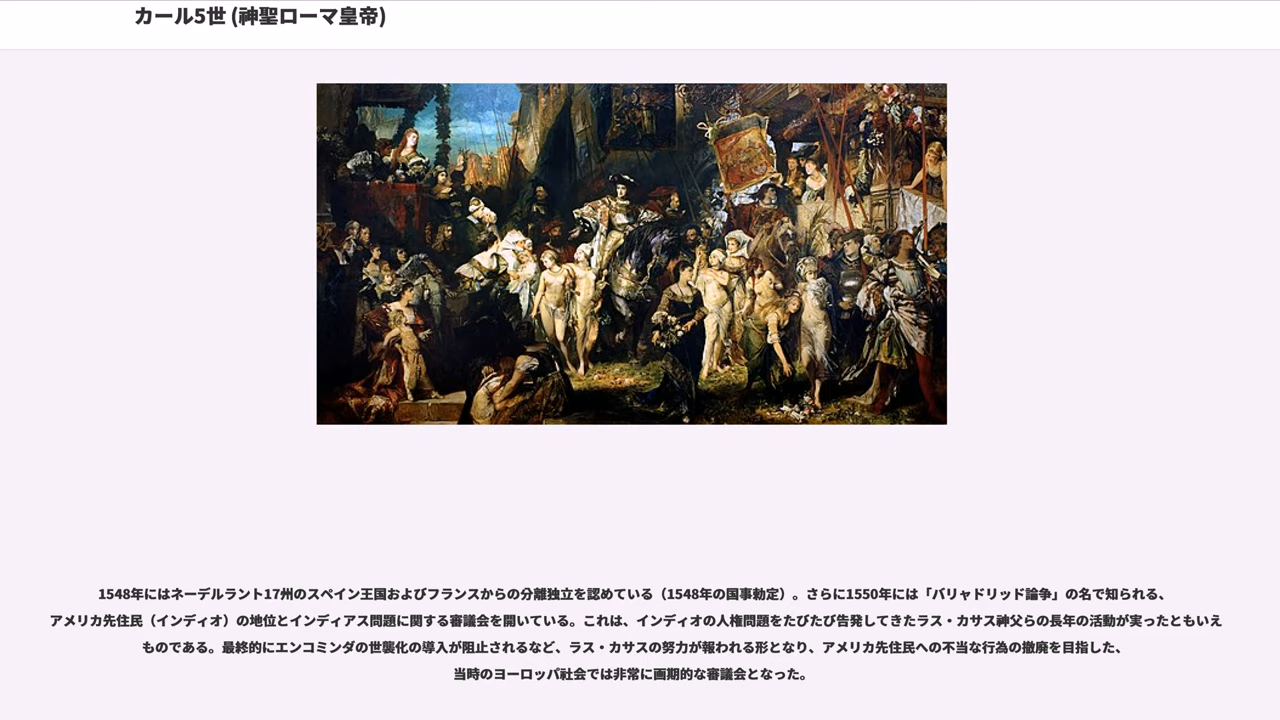 カール5世 (神聖ローマ皇帝)
1548年にはネーデルラント17州のスペイン王国およびフランスからの分離独立を認めている（1548年の国事勅定）。さらに1550年には「バリャドリッド論争」の名で知られる、
アメリカ先住民（インディオ）の地位とインディアス問題に関する審議会を開いている。これは、インディオの人権問題をたびたび告発してきたラス・カサス神父らの長年の活動が実ったともいえ
ものである。最終的にエンコミンダの世襲化の導入が阻止されるなど、ラス・カサスの努力が報われる形となり、アメリカ先住民への不当な行為の撤廃を目指した、
当時のヨーロッパ社会では非常に画期的な審議会となった。